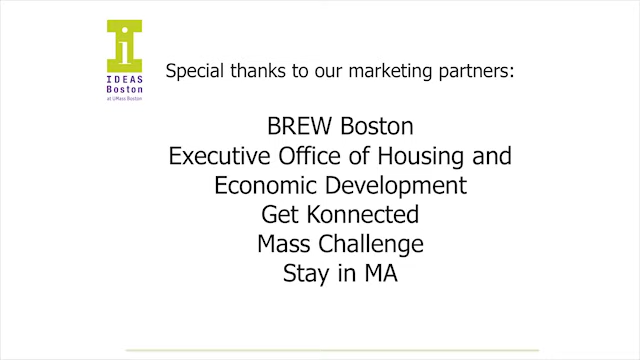 i
IDEAS
Boston
at UMass Boston
Special thanks to our marketing partners:
BREW Boston
Executive Office of Housing and
Economic Development
Get Konnected
Mass Challenge
Stay in MA